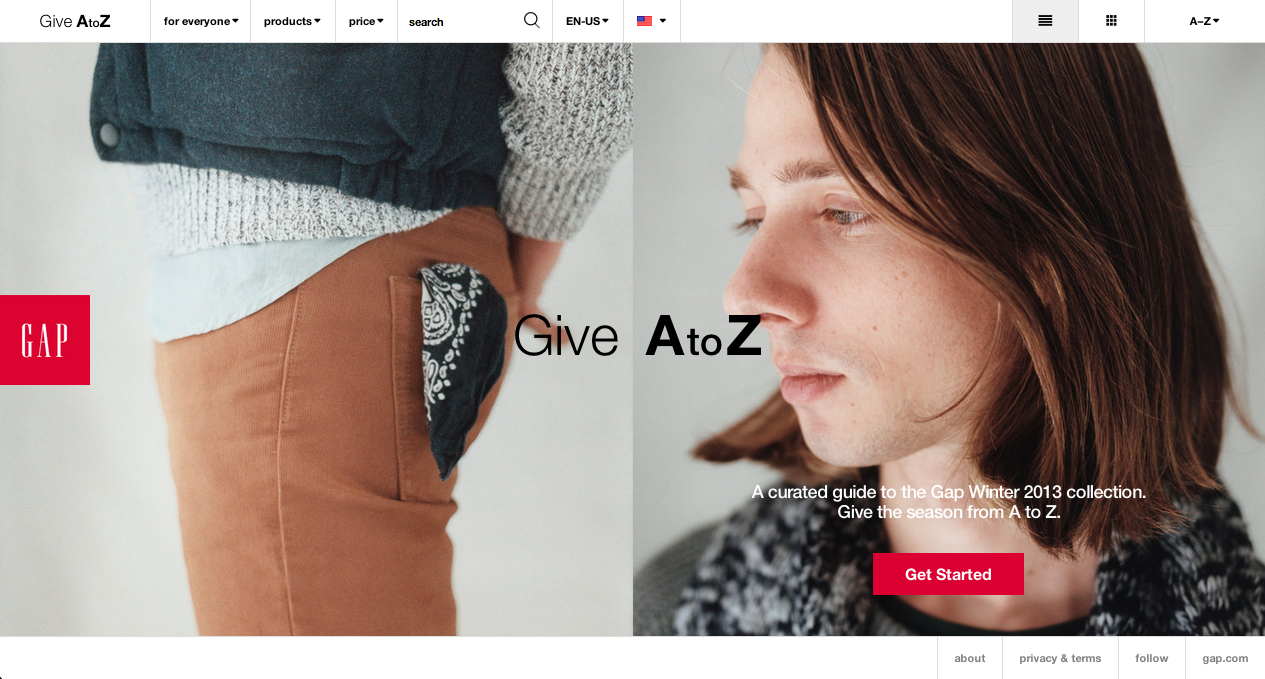 Give AtoZ
for everyone
products
price
search
EN-US
A–Z
GAP
Give AtoZ
A curated guide to the Gap Winter 2013 collection.
Give the season from A to Z.
Get Started
about
privacy & terms
follow
gap.com